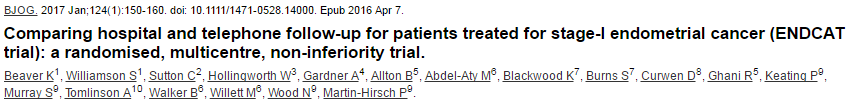 BJOG. 2017 Jan;124(1):150-160. doi: 10.1111/1471-0528.14000. Epub 2016 Apr 7.
Comparing hospital and telephone follow-up for patients treated for stage-I endometrial cancer (ENDCAT
trial): a randomised, multicentre, non-inferiority trial.
Beaver K1, Williamson S1, Sutton C2, Hollingworth W3, Gardner A4, Allton B5, Abdel-Aty M6, Blackwood K7, Burns S7, Curwen D8, Ghani R5, Keating P9,
Murray S9, Tomlinson A10, Walker B6, Willett M6, Wood N9, Martin-Hirsch P9.